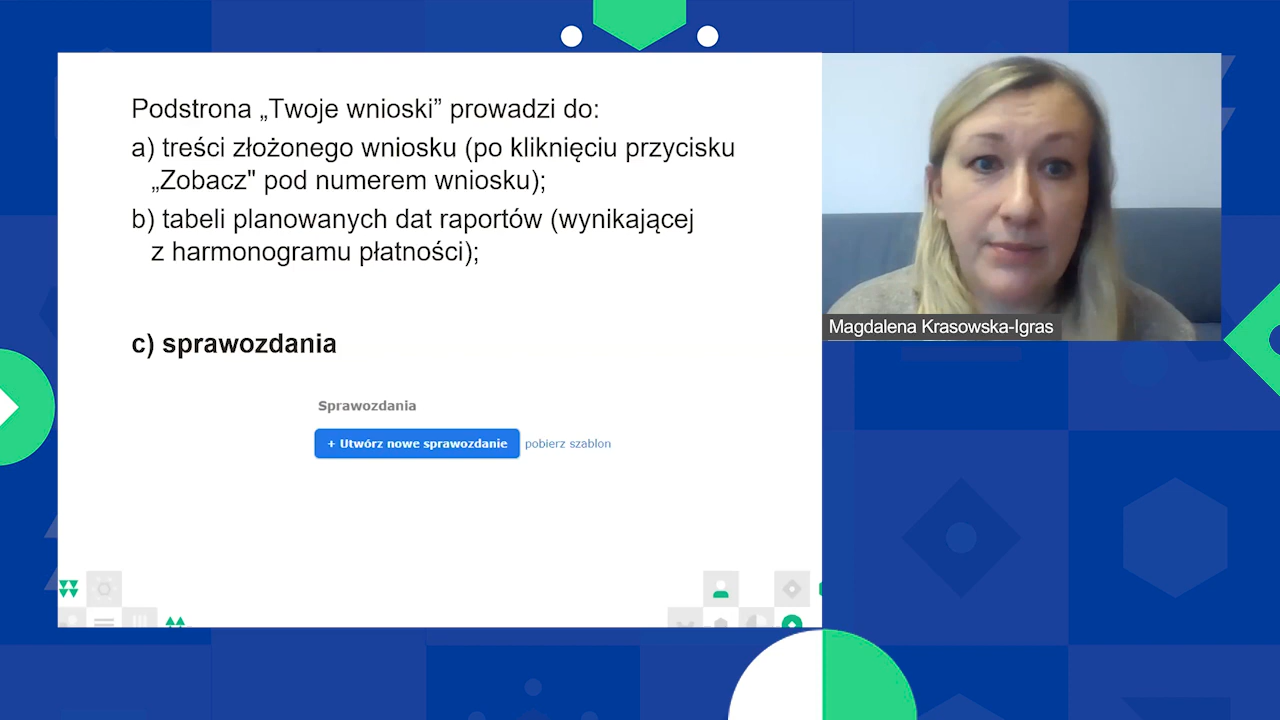 Podstrona „Twoje wnioski” prowadzi do:
a) treści złożonego wniosku (po kliknięciu przycisku
„Zobacz" pod numerem wniosku);
b) tabeli planowanych dat raportów (wynikającej
z harmonogramu płatności);
c) sprawozdania
Sprawozdania
+ Utwórz nowe sprawozdanie pobierz szablon
Magdalena Krasowska-Igras